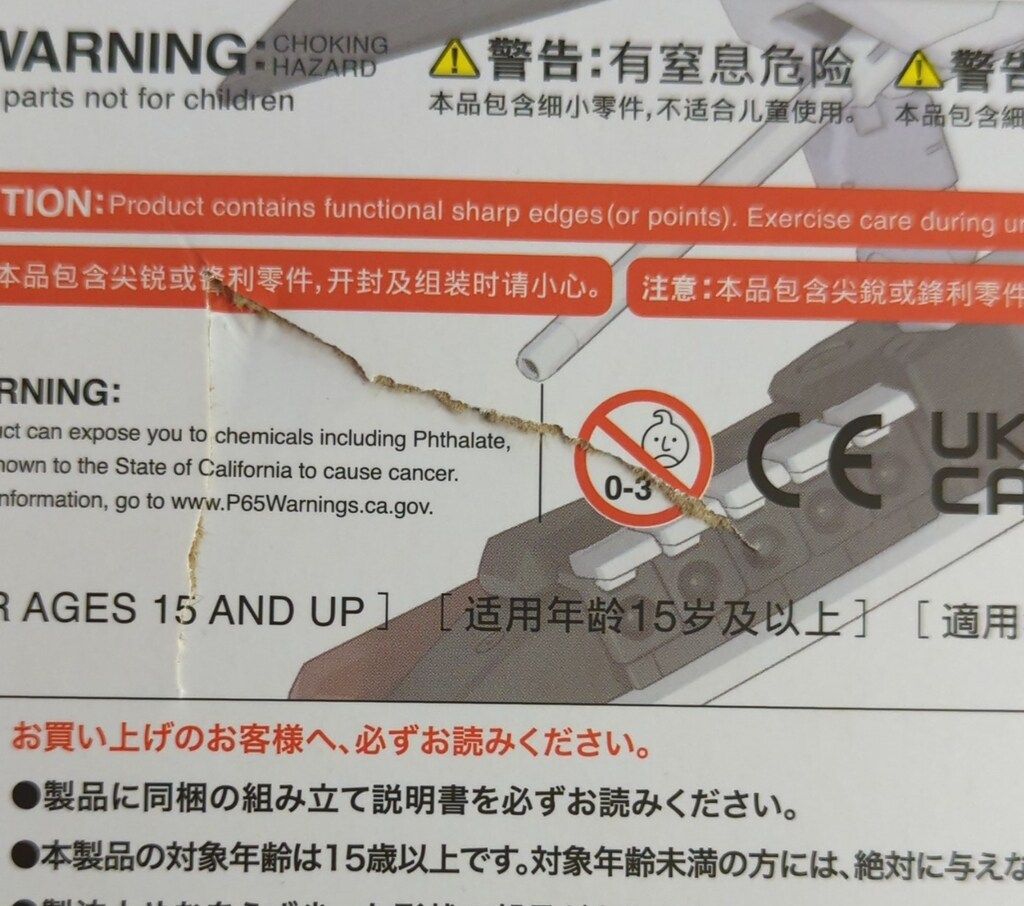 WARNING: CHOKING HAZARD
parts not for children
警告:有窒息危险
本品包含细小零件,不适合儿童使用。
警告
本品包含細
TION: Product contains functional sharp edges (or points). Exercise care during un
本品包含尖锐或锋利零件,开封及组装时请小心。
注意:本品包含尖銳或鋒利零件
RNING:
uct can expose you to chemicals including Phthalate,
nown to the State of California to cause cancer.
information, go to www.P65Warnings.ca.gov.
0-3
CE
UK
CA
R AGES 15 AND UP ]
[ 适用年龄15岁及以上 ]
[ 適用
お買い上げのお客様へ、必ずお読みください。
●製品に同梱の組み立て説明書を必ずお読みください。
●本製品の対象年齢は15歳以上です。対象年齢未満の方には、絶対に与えな